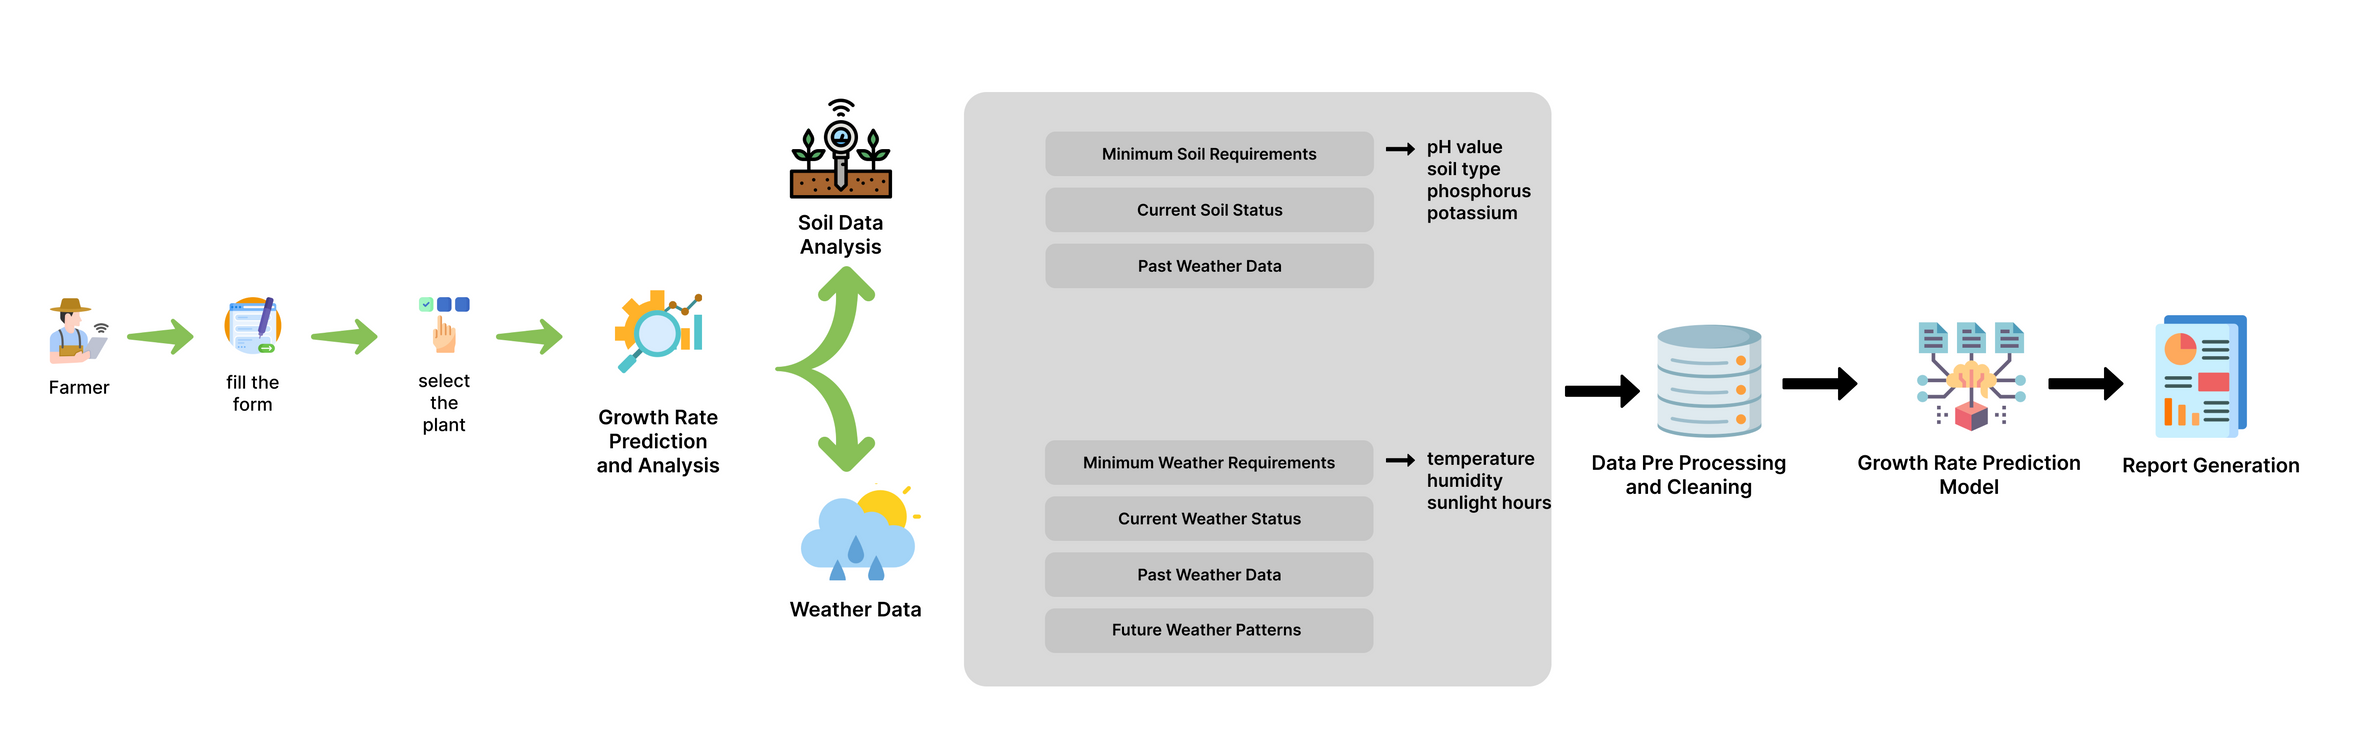 Farmer
fill the
form
select
the
plant
Growth Rate
Prediction
and Analysis
Soil Data
Analysis
Weather Data
Minimum Soil Requirements
pH value
soil type
phosphorus
potassium
Current Soil Status
Past Weather Data
Minimum Weather Requirements
temperature
humidity
sunlight hours
Current Weather Status
Past Weather Data
Future Weather Patterns
Data Pre Processing
and Cleaning
Growth Rate Prediction
Model
Report Generation